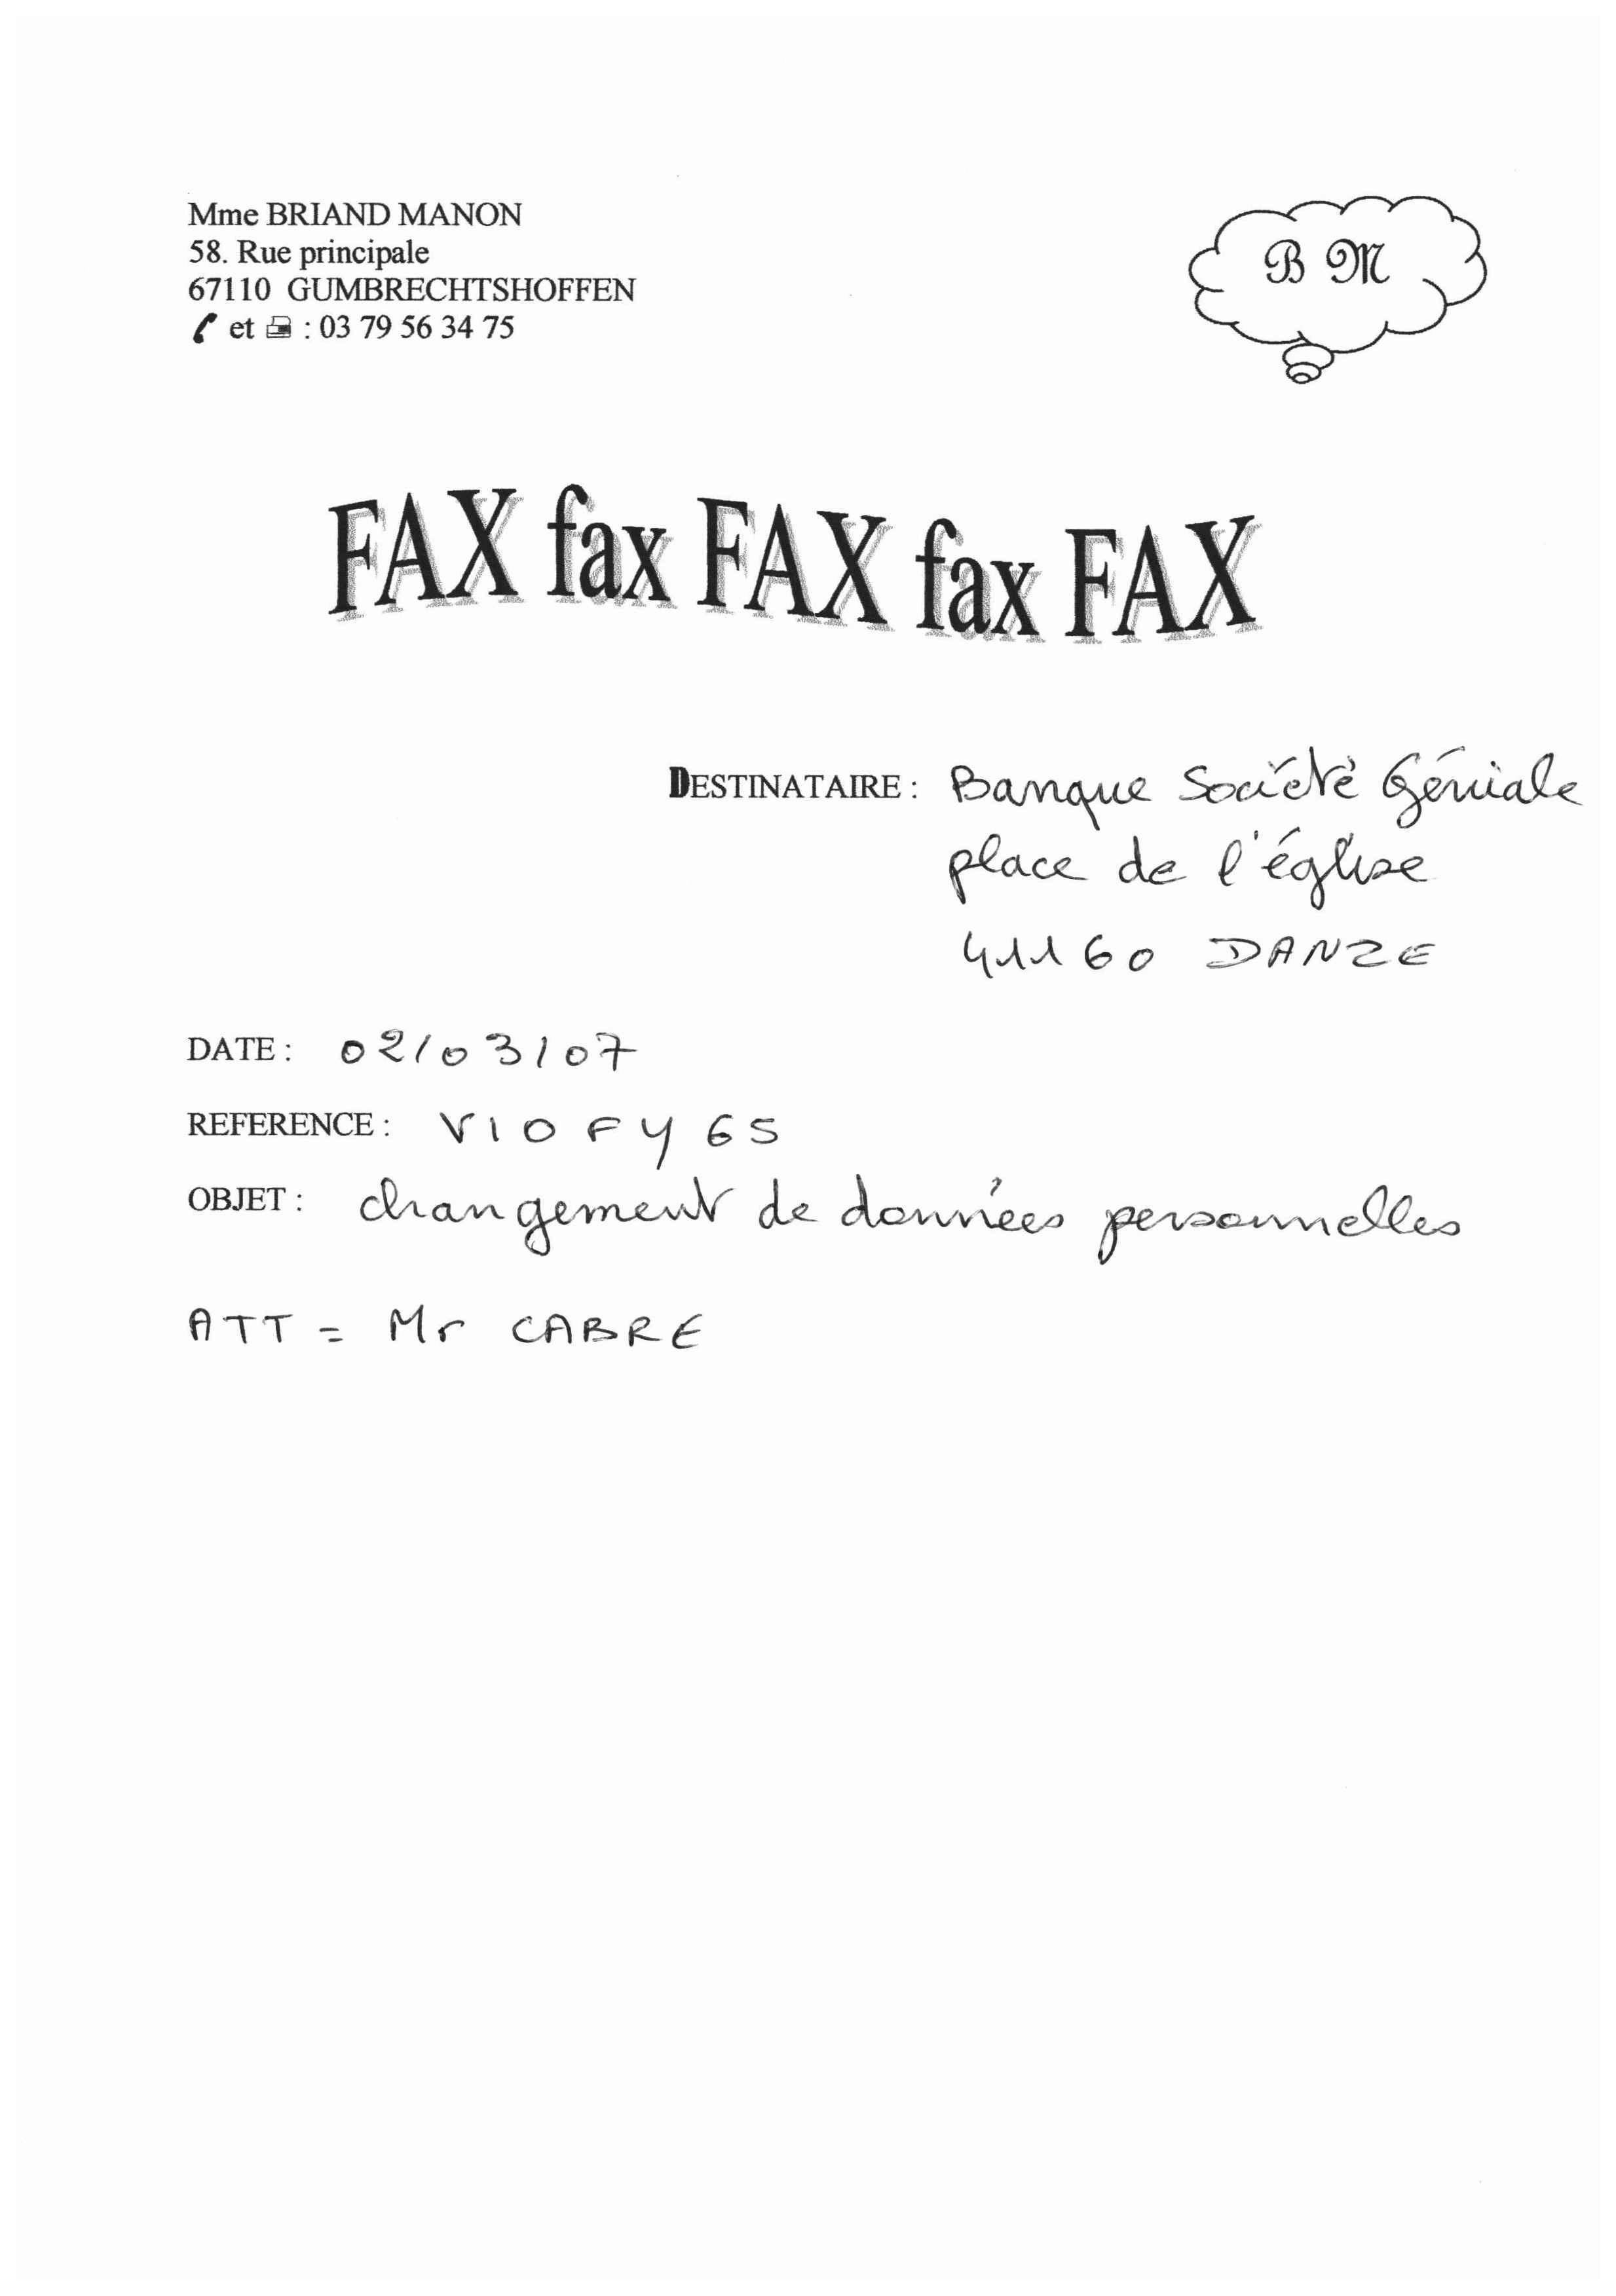 Mme BRIAND MANON
58. Rue principale
67110 GUMBRECHTSHOFFEN
et : 03 79 56 34 75
B M
FAX fax FAX fax FAX
DESTINATAIRE : Banque Société Géniale
place de l'église
41160 DANZE
DATE : 02/03/07
REFERENCE : VIOFY65
OBJET : changement de données personnelles
ATT = Mr CABRE